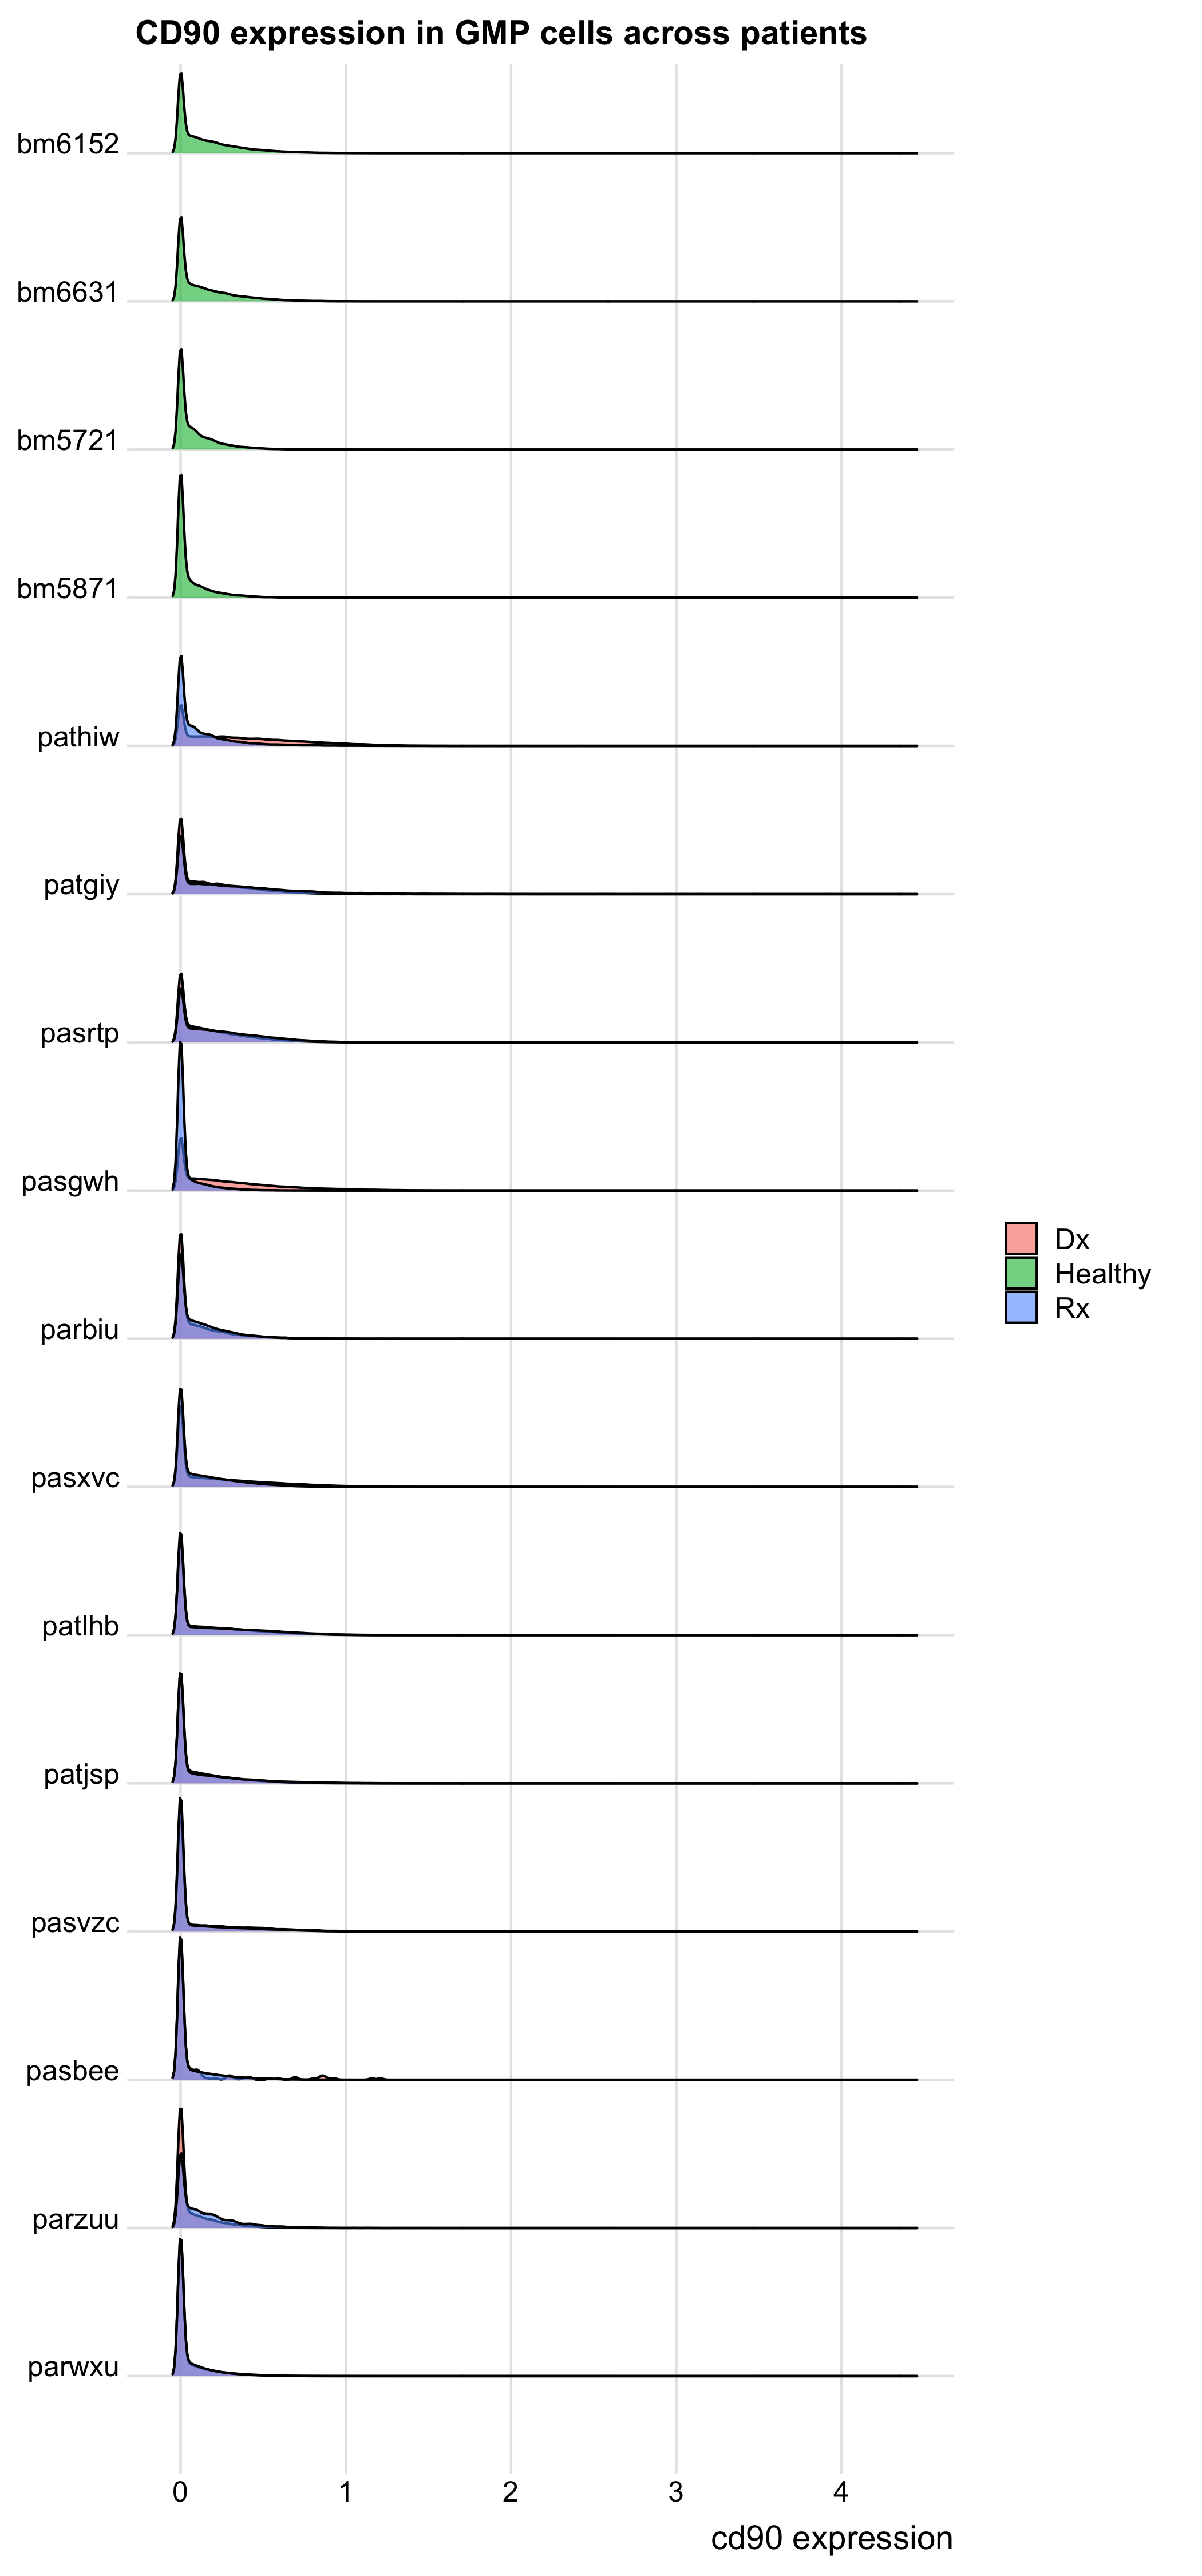 CD90 expression in GMP cells across patients
bm6152
bm6631
bm5721
bm5871
pathiw
patgiy
pasrtp
pasgwh
Dx
Healthy
Rx
parbiu
pasxvc
patlhb
patjsp
pasvzc
pasbee
parzuu
parwxu
0 1 2 3 4
cd90 expression